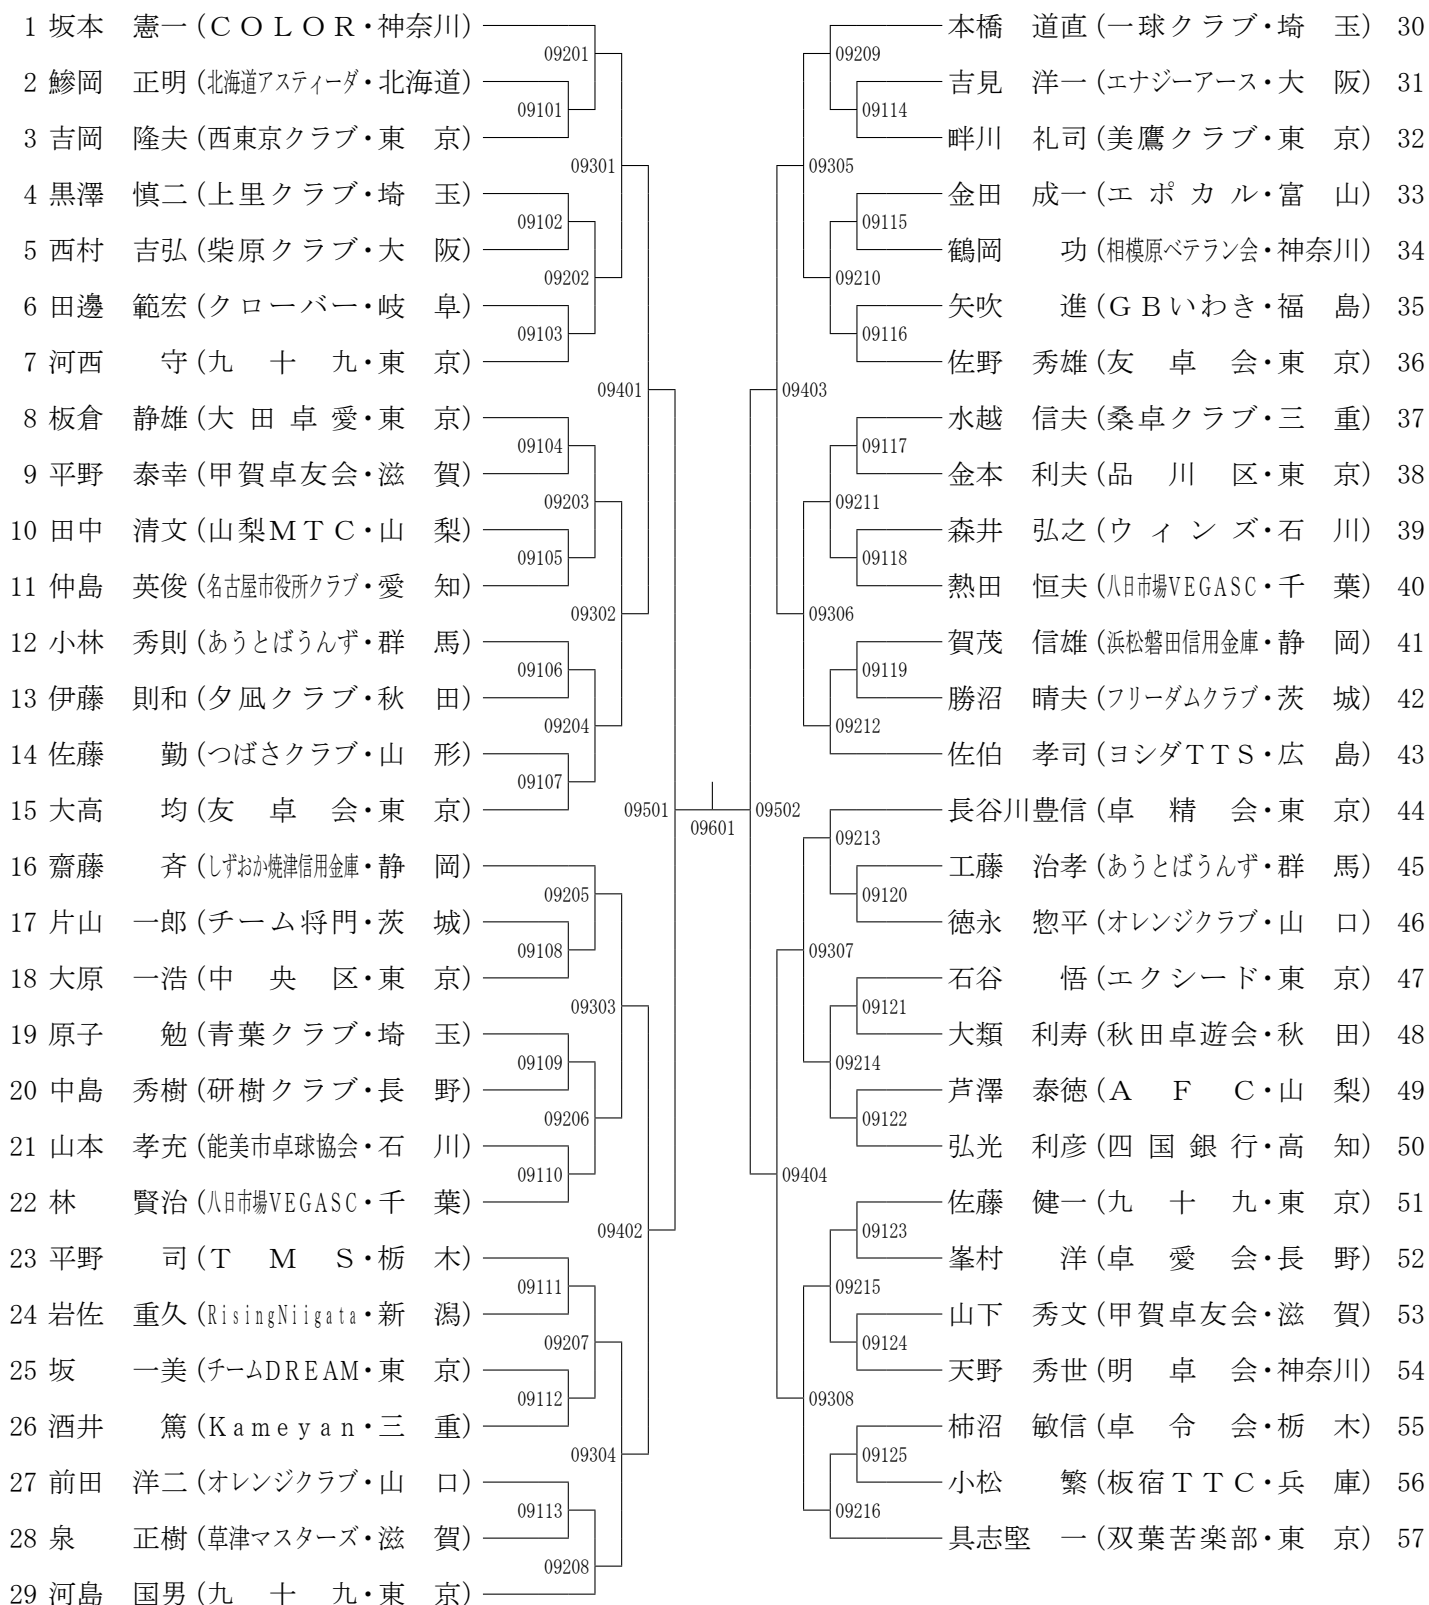 1 坂本 憲一 (ＣＯＬＯＲ・神奈川)
2 鰺岡 正明 (北海道アスティーダ・北海道)
3 吉岡 隆夫 (西東京クラブ・東 京)
4 黒澤 慎二 (上里クラブ・埼 玉)
5 西村 吉弘 (柴原クラブ・大 阪)
6 田邊 範宏 (クローバー・岐 阜)
7 河西 守 (九 十 九・東 京)
8 板倉 静雄 (大田卓愛・東 京)
9 平野 泰幸 (甲賀卓友会・滋 賀)
10 田中 清文 (山梨ＭＴＣ・山 梨)
11 仲島 英俊 (名古屋市役所クラブ・愛 知)
12 小林 秀則 (あうとばうんず・群 馬)
13 伊藤 則和 (夕凪クラブ・秋 田)
14 佐藤 勤 (つばさクラブ・山 形)
15 大高 均 (友 卓 会・東 京)
16 齋藤 斉 (しずおか焼津信用金庫・静 岡)
17 片山 一郎 (チーム将門・茨 城)
18 大原 一浩 (中 央 区・東 京)
19 原子 勉 (青葉クラブ・埼 玉)
20 中島 秀樹 (研樹クラブ・長 野)
21 山本 孝充 (能美市卓球協会・石 川)
22 林 賢治 (八日市場VEGASC・千 葉)
23 平野 司 (Ｔ Ｍ Ｓ・栃 木)
24 岩佐 重久 (RisingNiigata・新 潟)
25 坂 一美 (チームDREAM・東 京)
26 酒井 篤 (Kameyan・三 重)
27 前田 洋二 (オレンジクラブ・山 口)
28 泉 正樹 (草津マスターズ・滋 賀)
29 河島 国男 (九 十 九・東 京)
09101
09102
09103
09104
09105
09106
09107
09108
09109
09110
09111
09112
09113
09201
09202
09203
09204
09205
09206
09207
09208
09301
09302
09303
09304
09401
09402
09501
09601
09502
09403
09404
09305
09306
09307
09308
09209
09210
09211
09212
09213
09214
09215
09216
09114
09115
09116
09117
09118
09119
09120
09121
09122
09123
09124
09125
本橋 道直 (一球クラブ・埼 玉) 30
吉見 洋一 (エナジーアース・大 阪) 31
畔川 礼司 (美鷹クラブ・東 京) 32
金田 成一 (エポカル・富 山) 33
鶴岡 功 (相模原ベテラン会・神奈川) 34
矢吹 進 (ＧＢいわき・福 島) 35
佐野 秀雄 (友 卓 会・東 京) 36
水越 信夫 (桑卓クラブ・三 重) 37
金本 利夫 (品 川 区・東 京) 38
森井 弘之 (ウィンズ・石 川) 39
熱田 恒夫 (八日市場VEGASC・千 葉) 40
賀茂 信雄 (浜松磐田信用金庫・静 岡) 41
勝沼 晴夫 (フリーダムクラブ・茨 城) 42
佐伯 孝司 (ヨシダＴＴＳ・広 島) 43
長谷川豊信 (卓 精 会・東 京) 44
工藤 治孝 (あうとばうんず・群 馬) 45
徳永 惣平 (オレンジクラブ・山 口) 46
石谷 悟 (エクシード・東 京) 47
大類 利寿 (秋田卓遊会・秋 田) 48
芦澤 泰徳 (Ａ Ｆ Ｃ・山 梨) 49
弘光 利彦 (四国銀行・高 知) 50
佐藤 健一 (九 十 九・東 京) 51
峯村 洋 (卓 愛 会・長 野) 52
山下 秀文 (甲賀卓友会・滋 賀) 53
天野 秀世 (明 卓 会・神奈川) 54
柿沼 敏信 (卓 令 会・栃 木) 55
小松 繁 (板宿ＴＴＣ・兵 庫) 56
具志堅 一 (双葉苦楽部・東 京) 57